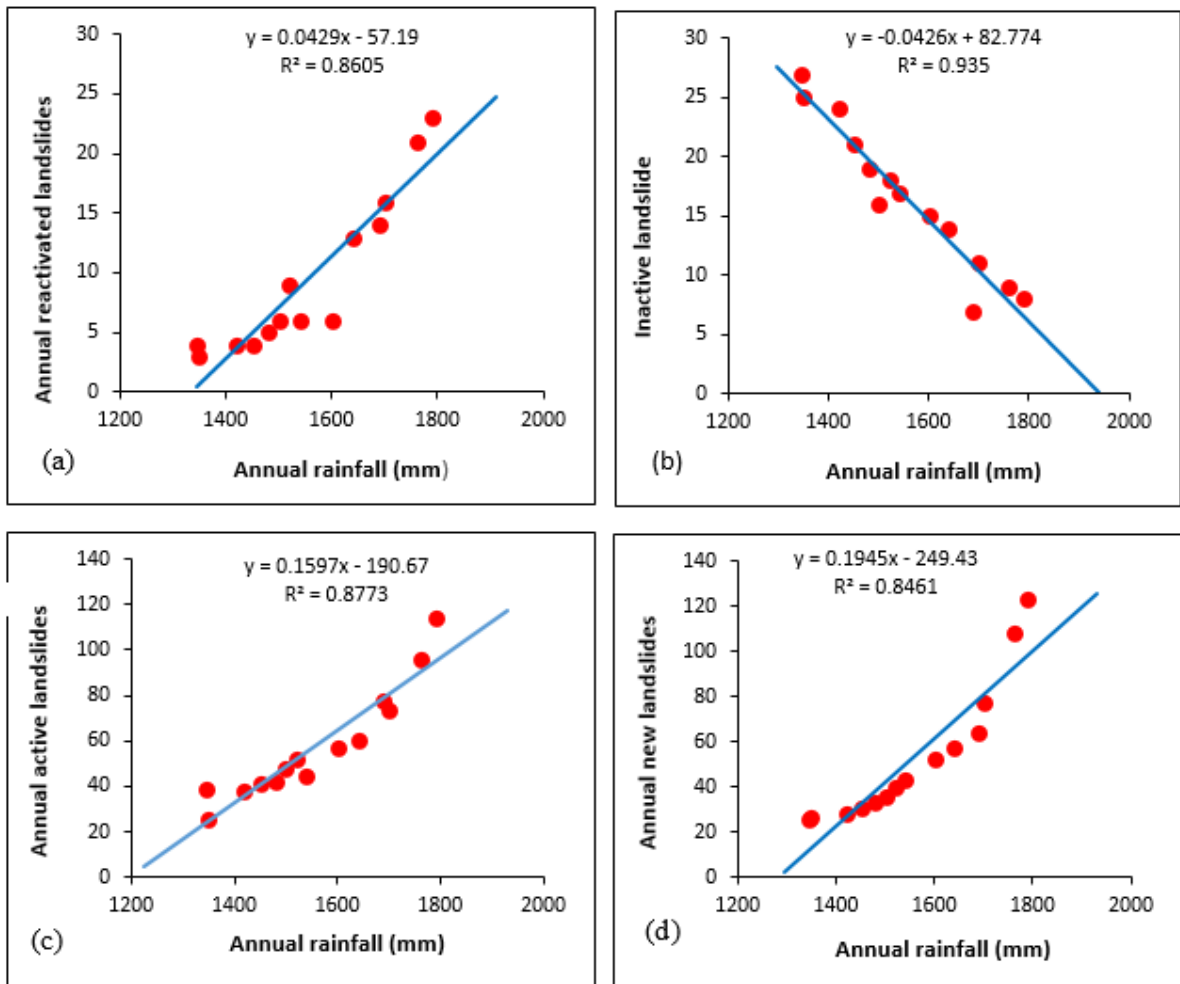 y = 0.0429x - 57.19
R² = 0.8605
30
25
20
15
10
5
0
Annual reactivated landslides
1200 1400 1600 1800 2000
(a)
Annual rainfall (mm)
y = -0.0426x + 82.774
R² = 0.935
30
25
20
15
10
5
0
Inactive landslide
1200 1400 1600 1800 2000
(b)
Annual rainfall (mm)
y = 0.1597x - 190.67
R² = 0.8773
140
120
100
80
60
40
20
0
Annual active landslides
1200 1400 1600 1800 2000
(c)
Annual rainfall (mm)
y = 0.1945x - 249.43
R² = 0.8461
140
120
100
80
60
40
20
0
Annual new landslides
1200 1400 1600 1800 2000
(d)
Annual rainfall (mm)